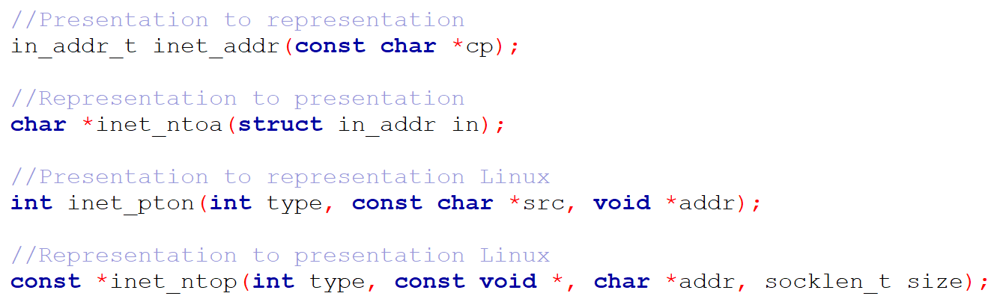 //Presentation to representation
in_addr_t inet_addr(const char *cp);
//Representation to presentation
char *inet_ntoa(struct in_addr in);
//Presentation to representation Linux
int inet_pton(int type, const char *src, void *addr);
//Representation to presentation Linux
const *inet_ntop(int type, const void *, char *addr, socklen_t size);